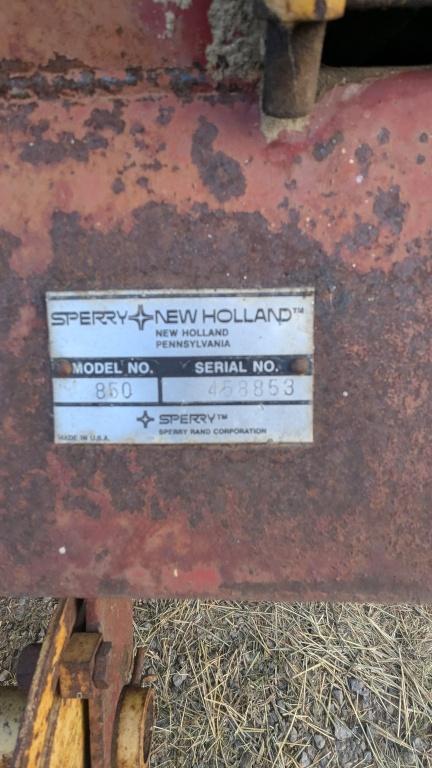 SPERRY NEW HOLLAND™
NEW HOLLAND
PENNSYLVANIA
MODEL NO. SERIAL NO.
850 458853
SPERRY™
SPERRY RAND CORPORATION
MADE IN U.S.A.